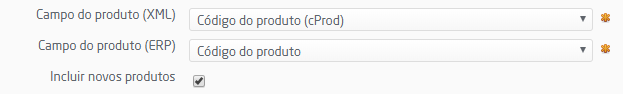 Campo do produto (XML) Código do produto (cProd)
Campo do produto (ERP) Código do produto
Incluir novos produtos